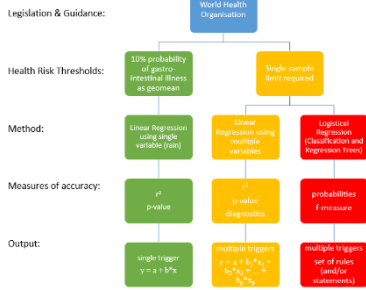 Legislation & Guidance:
World Health
Organisation
Health Risk Thresholds:
10% probability
of gastro-
intestinal illness
as geomean
Single sample
limit required
Method:
Linear Regression
using single
variable (rain)
Linear
Regression using
multiple
variables
Logistical
Regression
(Classification and
Regression Trees)
Measures of accuracy:
r²
p-value
r²
p-value
diagnostics
probabilities
f-measure
Output:
single trigger
y = a + b*x
multiple triggers
y = a + b₁*x₁ +
b₂*x₂ + ... +
bₚ*xₚ
multiple triggers
set of rules
(and/or
statements)